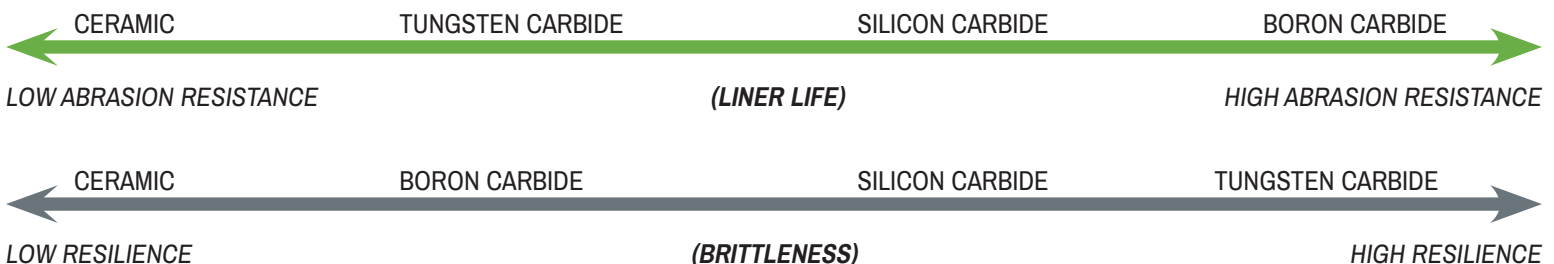 CERAMIC TUNGSTEN CARBIDE SILICON CARBIDE BORON CARBIDE
LOW ABRASION RESISTANCE (LINER LIFE) HIGH ABRASION RESISTANCE
CERAMIC BORON CARBIDE SILICON CARBIDE TUNGSTEN CARBIDE
LOW RESILIENCE (BRITTLENESS) HIGH RESILIENCE